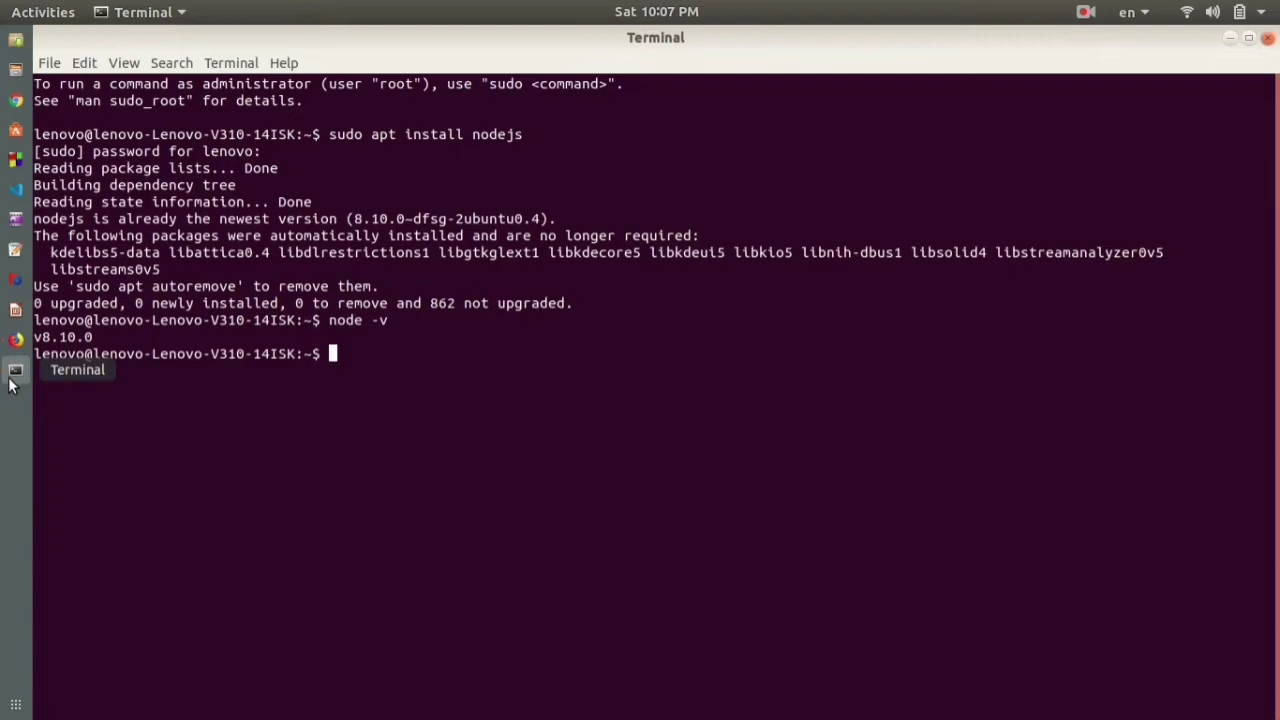 Activities Terminal Sat 10:07 PM en
Terminal
File Edit View Search Terminal Help
To run a command as administrator (user "root"), use "sudo <command>".
See "man sudo_root" for details.
lenovo@lenovo-Lenovo-V310-14ISK:~$ sudo apt install nodejs
[sudo] password for lenovo:
Reading package lists... Done
Building dependency tree
Reading state information... Done
nodejs is already the newest version (8.10.0~dfsg-2ubuntu0.4).
The following packages were automatically installed and are no longer required:
kdelibs5-data libattica0.4 libdlrestrictions1 libgtkglext1 libkdecore5 libkdeui5 libkio5 libnih-dbus1 libsolid4 libstreamanalyzer0v5
libstreams0v5
Use 'sudo apt autoremove' to remove them.
0 upgraded, 0 newly installed, 0 to remove and 862 not upgraded.
lenovo@lenovo-Lenovo-V310-14ISK:~$ node -v
v8.10.0
lenovo@lenovo-Lenovo-V310-14ISK:~$
Terminal